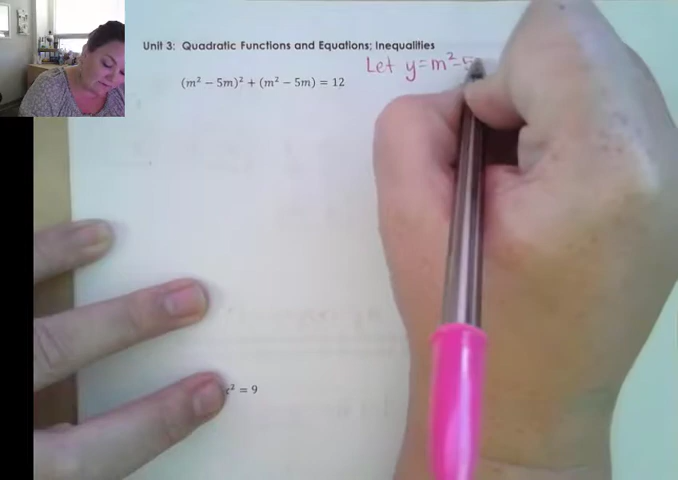 Unit 3: Quadratic Functions and Equations; Inequalities
Let y = m² - 5
(m² − 5m)² + (m² − 5m) = 12
² = 9